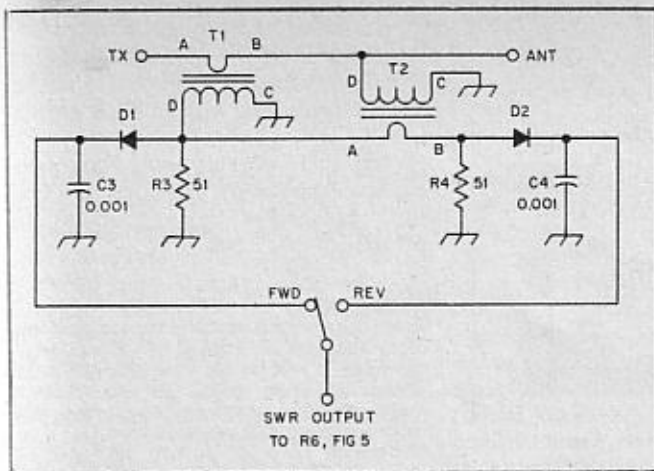 T1
TX A B ANT
D C
D T2 C
D1 D2
A B
C3
0.001
R3 51
R4 51
C4
0.001
FWD REV
SWR OUTPUT
TO R6, FIG 5